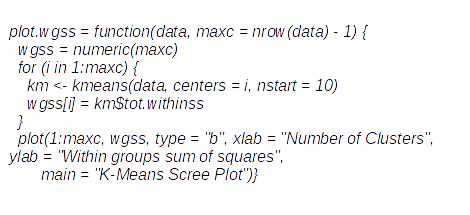 plot.wgss = function(data, maxc = nrow(data) - 1) {
wgss = numeric(maxc)
for (i in 1:maxc) {
km <- kmeans(data, centers = i, nstart = 10)
wgss[i] = km$tot.withinss
}
plot(1:maxc, wgss, type = "b", xlab = "Number of Clusters",
ylab = "Within groups sum of squares",
main = "K-Means Scree Plot")}